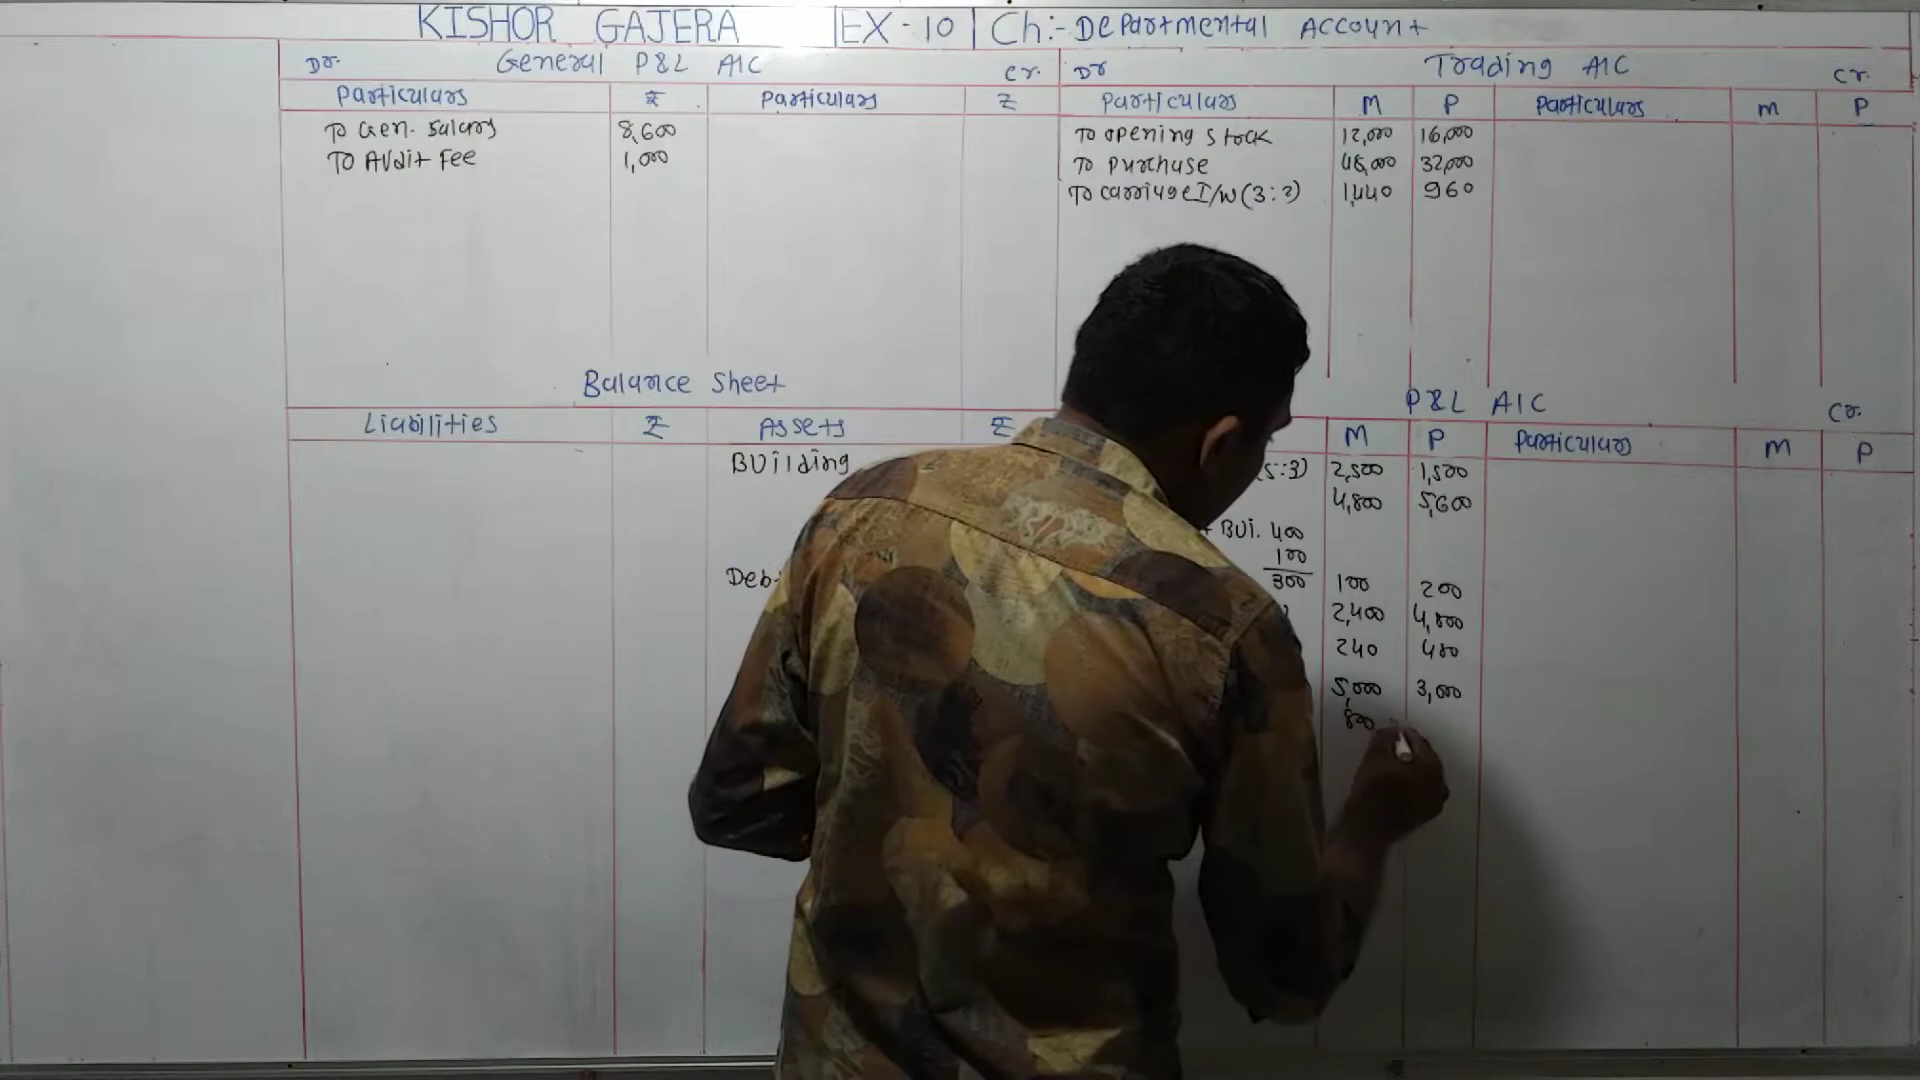 KISHOR GAJERA EX-10 Ch:- Departmental Account
Dr. General P&L A/C Cr.
Particulars ₹ Particulars ₹
To Gen. Salary 8,600
To Audit Fee 1,000
Dr Trading A/C Cr.
Particulars M P Particulars M P
To opening stock 12,000 16,000
To purchase 48,000 32,000
To carriage I/W (3:2) 1,440 960
Balance Sheet
Liabilities ₹ Assets ₹
Building
Deb.
P&L A/C Cr.
M P Particulars M P
(5:3) 2,500 1,500
4,800 5,600
+ BUi. 400
100
300 100 200
2,400 4,800
240 480
5,000 3,000
800